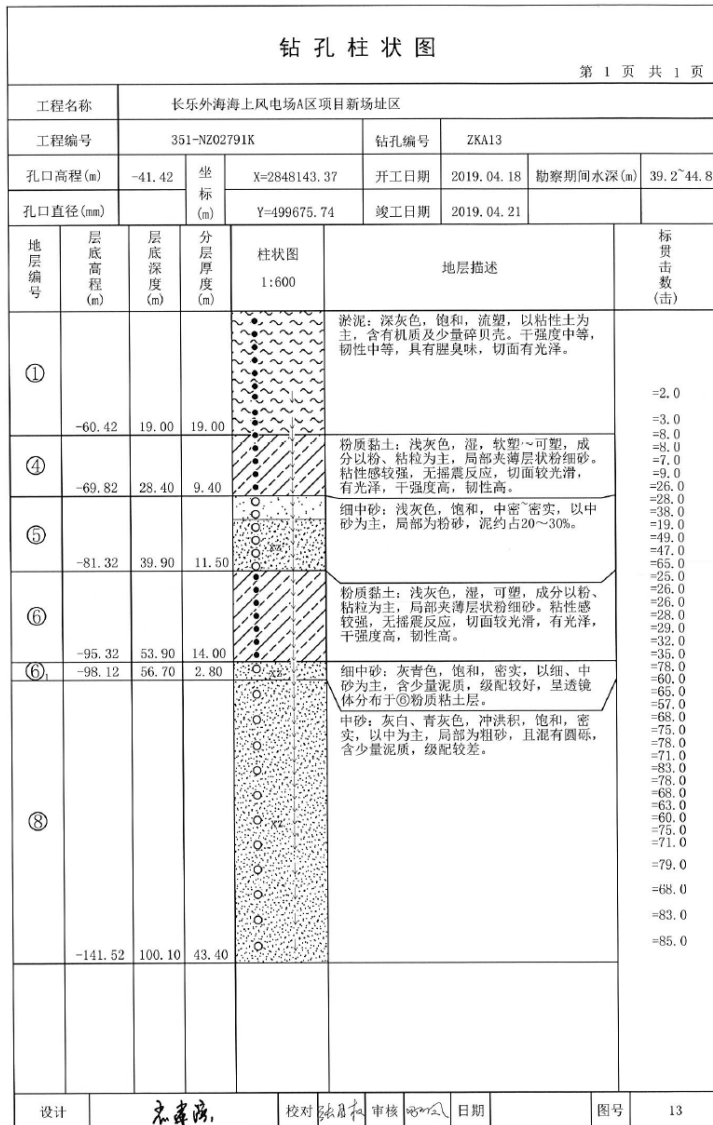 钻孔柱状图
第 1 页 共 1 页
工程名称 长乐外海海上风电场A区项目新场址区
工程编号 351-NZ02791K 钻孔编号 ZKA13
孔口高程(m) -41.42 坐标(m) X=2848143.37 开工日期 2019.04.18 勘察期间水深(m) 39.2~44.8
孔口直径(mm) Y=499675.74 竣工日期 2019.04.21
地层编号 层底高程(m) 层底深度(m) 分层厚度(m) 柱状图 1:600 地层描述 标贯击数(击)
① -60.42 19.00 19.00
淤泥：深灰色，饱和，流塑，以粘性土为
主，含有机质及少量碎贝壳。干强度中等，
韧性中等，具有腥臭味，切面有光泽。
④ -69.82 28.40 9.40
粉质黏土：浅灰色，湿，软塑~可塑，成
分以粉、粘粒为主，局部夹薄层状粉细砂。
粘性感较强，无摇震反应，切面较光滑，
有光泽，干强度高，韧性高。
⑤ -81.32 39.90 11.50
细中砂：浅灰色，饱和，中密~密实，以中
砂为主，局部为粉砂，泥约占20～30%。
⑥ -95.32 53.90 14.00
粉质黏土：浅灰色，湿，可塑，成分以粉、
粘粒为主，局部夹薄层状粉细砂。粘性感
较强，无摇震反应，切面较光滑，有光泽，
干强度高，韧性高。
⑥1 -98.12 56.70 2.80
细中砂：灰青色，饱和，密实，以细、中
砂为主，含少量泥质，级配较好，呈透镜
体分布于⑥粉质粘土层。
⑧ -141.52 100.10 43.40
中砂：灰白、青灰色，冲洪积，饱和，密
实，以中为主，局部为粗砂，且混有圆砾，
含少量泥质，级配较差。
XZ
XZ
=2.0
=3.0
=8.0
=8.0
=7.0
=9.0
=26.0
=28.0
=38.0
=19.0
=49.0
=47.0
=65.0
=25.0
=26.0
=26.0
=28.0
=29.0
=32.0
=35.0
=78.0
=60.0
=65.0
=57.0
=68.0
=75.0
=78.0
=71.0
=83.0
=78.0
=68.0
=63.0
=60.0
=75.0
=71.0
=79.0
=68.0
=83.0
=85.0
设计 校对 审核 日期 图号 13